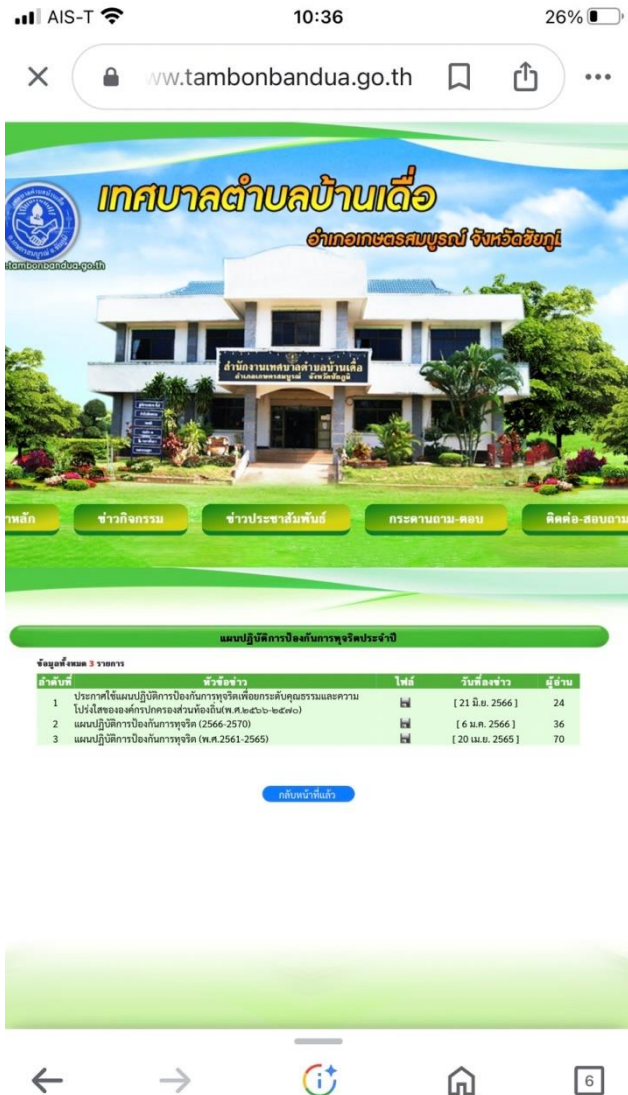 AIS-T
10:36
26%
ww.tambonbandua.go.th
เทศบาลตำบลบ้านเดื่อ
อำเภอเกษตรสมบูรณ์ จังหวัดชัยภูมิ
tambonbandua.go.th
สำนักงานเทศบาลตำบลบ้านเดื่อ
อำเภอเกษตรสมบูรณ์ จังหวัดชัยภูมิ
าหลัก
ข่าวกิจกรรม
ข่าวประชาสัมพันธ์
กระดานถาม-ตอบ
ติดต่อ-สอบถาม
แผนปฏิบัติการป้องกันการทุจริตประจำปี
ข้อมูลทั้งหมด 3 รายการ
ลำดับที่ หัวข้อข่าว ไฟล์ วันที่ลงข่าว ผู้อ่าน
1 ประกาศใช้แผนปฏิบัติการป้องกันการทุจริตเพื่อยกระดับคุณธรรมและความ
โปร่งใสขององค์กรปกครองส่วนท้องถิ่น(พ.ศ.๒๕๖๖-๒๕๗๐) [ 21 มิ.ย. 2566 ] 24
2 แผนปฏิบัติการป้องกันการทุจริต (2566-2570) [ 6 ม.ค. 2566 ] 36
3 แผนปฏิบัติการป้องกันการทุจริต (พ.ศ.2561-2565) [ 20 เม.ย. 2565 ] 70
กลับหน้าที่แล้ว
6